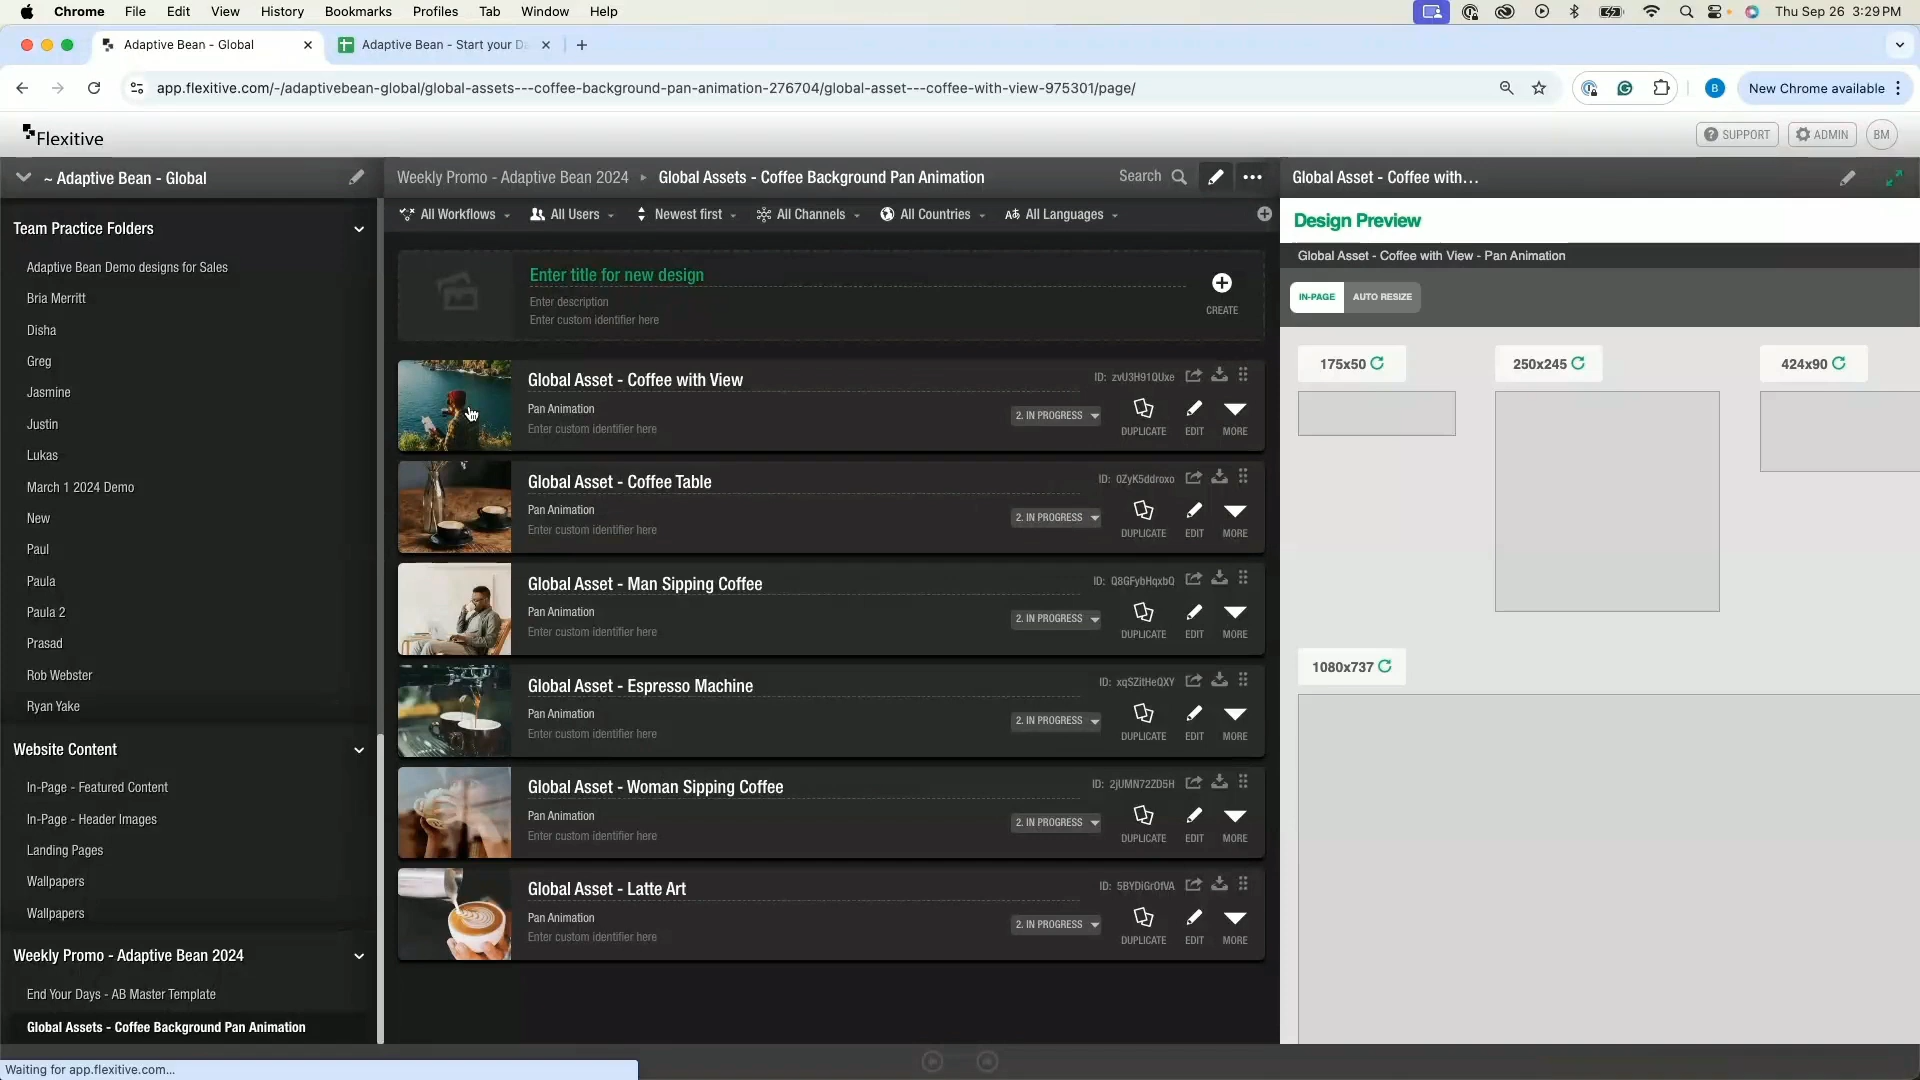 Chrome File Edit View History Bookmarks Profiles Tab Window Help
Thu Sep 26 3:29 PM
Adaptive Bean - Global
Adaptive Bean - Start your D
app.flexitive.com/-/adaptivebean-global/global-assets---coffee-background-pan-animation-276704/global-asset---coffee-with-view-975301/page/
B
New Chrome available
Flexitive
SUPPORT
ADMIN
BM
~ Adaptive Bean - Global
Weekly Promo - Adaptive Bean 2024
Global Assets - Coffee Background Pan Animation
Search
Global Asset - Coffee with...
All Workflows
All Users
Newest first
All Channels
All Countries
All Languages
Team Practice Folders
Adaptive Bean Demo designs for Sales
Bria Merritt
Disha
Greg
Jasmine
Justin
Lukas
March 1 2024 Demo
New
Paul
Paula
Paula 2
Prasad
Rob Webster
Ryan Yake
Website Content
In-Page - Featured Content
In-Page - Header Images
Landing Pages
Wallpapers
Wallpapers
Weekly Promo - Adaptive Bean 2024
End Your Days - AB Master Template
Global Assets - Coffee Background Pan Animation
Waiting for app.flexitive.com...
Enter title for new design
Enter description
Enter custom identifier here
CREATE
Global Asset - Coffee with View
ID: zvU3H91QUxe
Pan Animation
Enter custom identifier here
2. IN PROGRESS
DUPLICATE
EDIT
MORE
Global Asset - Coffee Table
ID: 0ZyK5ddroxo
Pan Animation
Enter custom identifier here
2. IN PROGRESS
DUPLICATE
EDIT
MORE
Global Asset - Man Sipping Coffee
ID: Q8GFybHqxbQ
Pan Animation
Enter custom identifier here
2. IN PROGRESS
DUPLICATE
EDIT
MORE
Global Asset - Espresso Machine
ID: xqSZitHeQXY
Pan Animation
Enter custom identifier here
2. IN PROGRESS
DUPLICATE
EDIT
MORE
Global Asset - Woman Sipping Coffee
ID: 2jUMN72ZD5H
Pan Animation
Enter custom identifier here
2. IN PROGRESS
DUPLICATE
EDIT
MORE
Global Asset - Latte Art
ID: 5BYDiGrOfVA
Pan Animation
Enter custom identifier here
2. IN PROGRESS
DUPLICATE
EDIT
MORE
Design Preview
Global Asset - Coffee with View - Pan Animation
IN-PAGE
AUTO RESIZE
175x50
250x245
424x90
1080x737